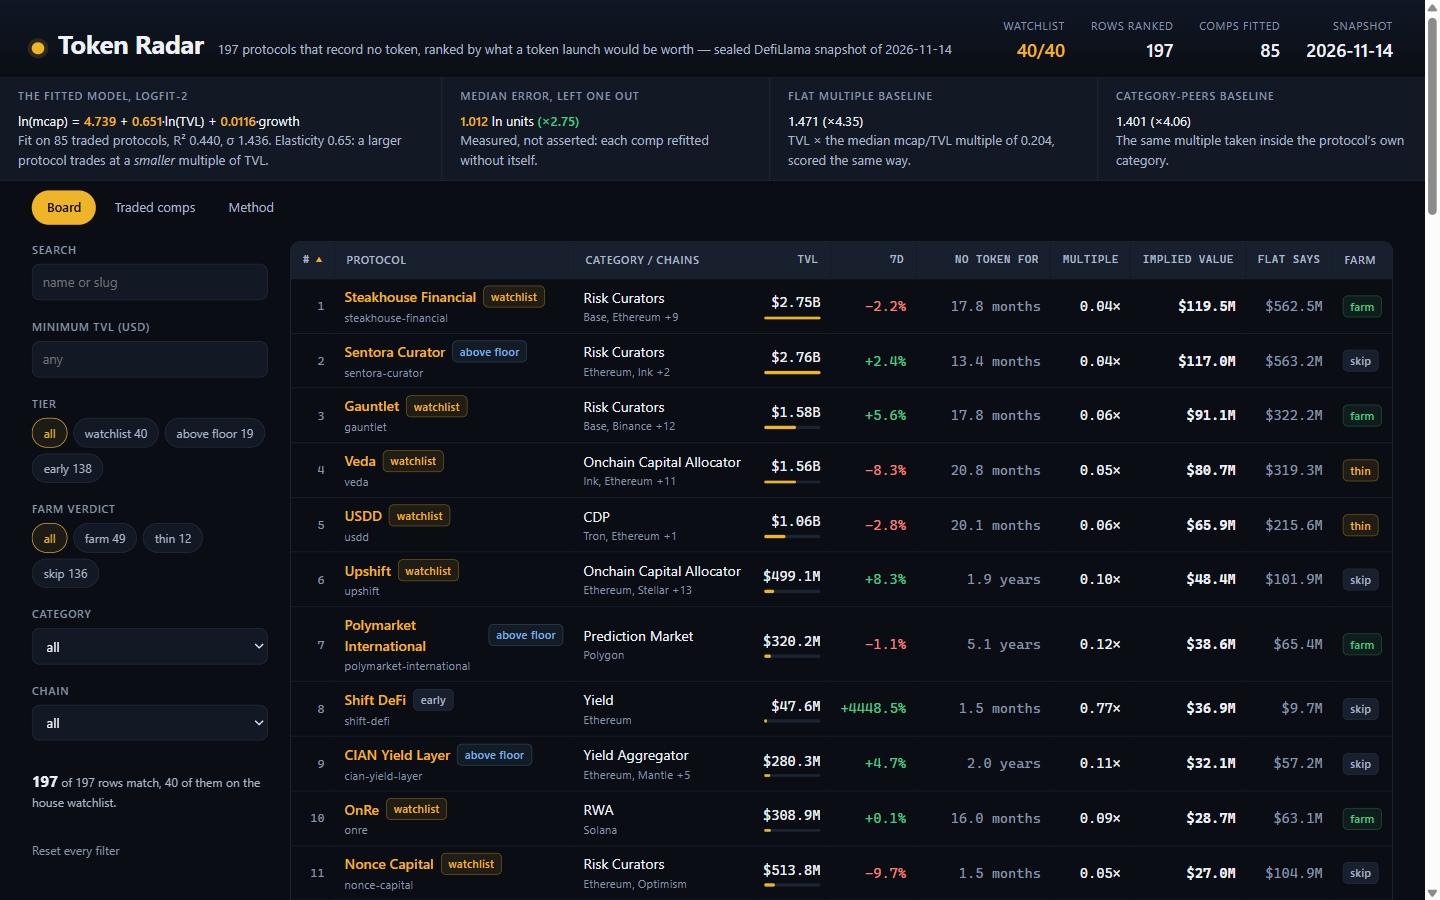 Token Radar
197 protocols that record no token, ranked by what a token launch would be worth — sealed DefiLlama snapshot of 2026-11-14
WATCHLIST
40/40
ROWS RANKED
197
COMPS FITTED
85
SNAPSHOT
2026-11-14
THE FITTED MODEL, LOGFIT-2
ln(mcap) = 4.739 + 0.651·ln(TVL) + 0.0116·growth
Fit on 85 traded protocols, R² 0.440, σ 1.436. Elasticity 0.65: a larger
protocol trades at a smaller multiple of TVL.
MEDIAN ERROR, LEFT ONE OUT
1.012 ln units (×2.75)
Measured, not asserted: each comp refitted
without itself.
FLAT MULTIPLE BASELINE
1.471 (×4.35)
TVL × the median mcap/TVL multiple of 0.204,
scored the same way.
CATEGORY-PEERS BASELINE
1.401 (×4.06)
The same multiple taken inside the protocol's own
category.
Board Traded comps Method
SEARCH
name or slug
MINIMUM TVL (USD)
any
TIER
all watchlist 40 above floor 19
early 138
FARM VERDICT
all farm 49 thin 12
skip 136
CATEGORY
all
CHAIN
all
197 of 197 rows match, 40 of them on the
house watchlist.
Reset every filter
# ▲ PROTOCOL CATEGORY / CHAINS TVL 7D NO TOKEN FOR MULTIPLE IMPLIED VALUE FLAT SAYS FARM
1 Steakhouse Financial watchlist Risk Curators $2.75B −2.2% 17.8 months 0.04× $119.5M $562.5M farm
steakhouse-financial Base, Ethereum +9
2 Sentora Curator above floor Risk Curators $2.76B +2.4% 13.4 months 0.04× $117.0M $563.2M skip
sentora-curator Ethereum, Ink +2
3 Gauntlet watchlist Risk Curators $1.58B +5.6% 17.8 months 0.06× $91.1M $322.2M farm
gauntlet Base, Binance +12
4 Veda watchlist Onchain Capital Allocator $1.56B −8.3% 20.8 months 0.05× $80.7M $319.3M thin
veda Ink, Ethereum +11
5 USDD watchlist CDP $1.06B −2.8% 20.1 months 0.06× $65.9M $215.6M thin
usdd Tron, Ethereum +1
6 Upshift watchlist Onchain Capital Allocator $499.1M +8.3% 1.9 years 0.10× $48.4M $101.9M skip
upshift Ethereum, Stellar +13
7 Polymarket International above floor Prediction Market $320.2M −1.1% 5.1 years 0.12× $38.6M $65.4M farm
polymarket-international Polygon
8 Shift DeFi early Yield $47.6M +4448.5% 1.5 months 0.77× $36.9M $9.7M skip
shift-defi Ethereum
9 CIAN Yield Layer above floor Yield Aggregator $280.3M +4.7% 2.0 years 0.11× $32.1M $57.2M skip
cian-yield-layer Ethereum, Mantle +5
10 OnRe watchlist RWA $308.9M +0.1% 16.0 months 0.09× $28.7M $63.1M farm
onre Solana
11 Nonce Capital watchlist Risk Curators $513.8M −9.7% 1.5 months 0.05× $27.0M $104.9M skip
nonce-capital Ethereum, Optimism